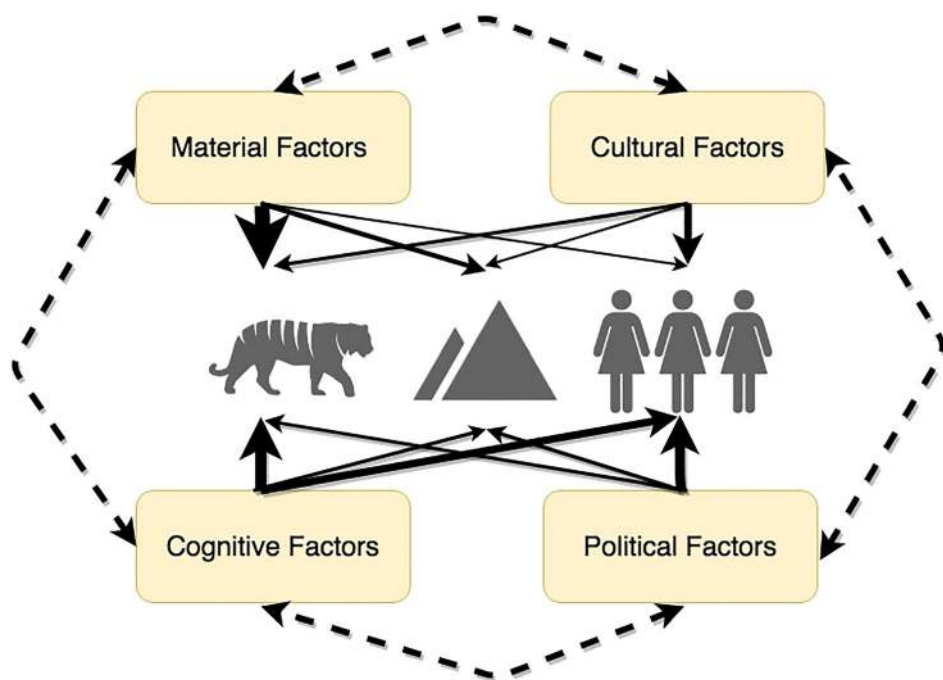 Material Factors
Cultural Factors
Cognitive Factors
Political Factors